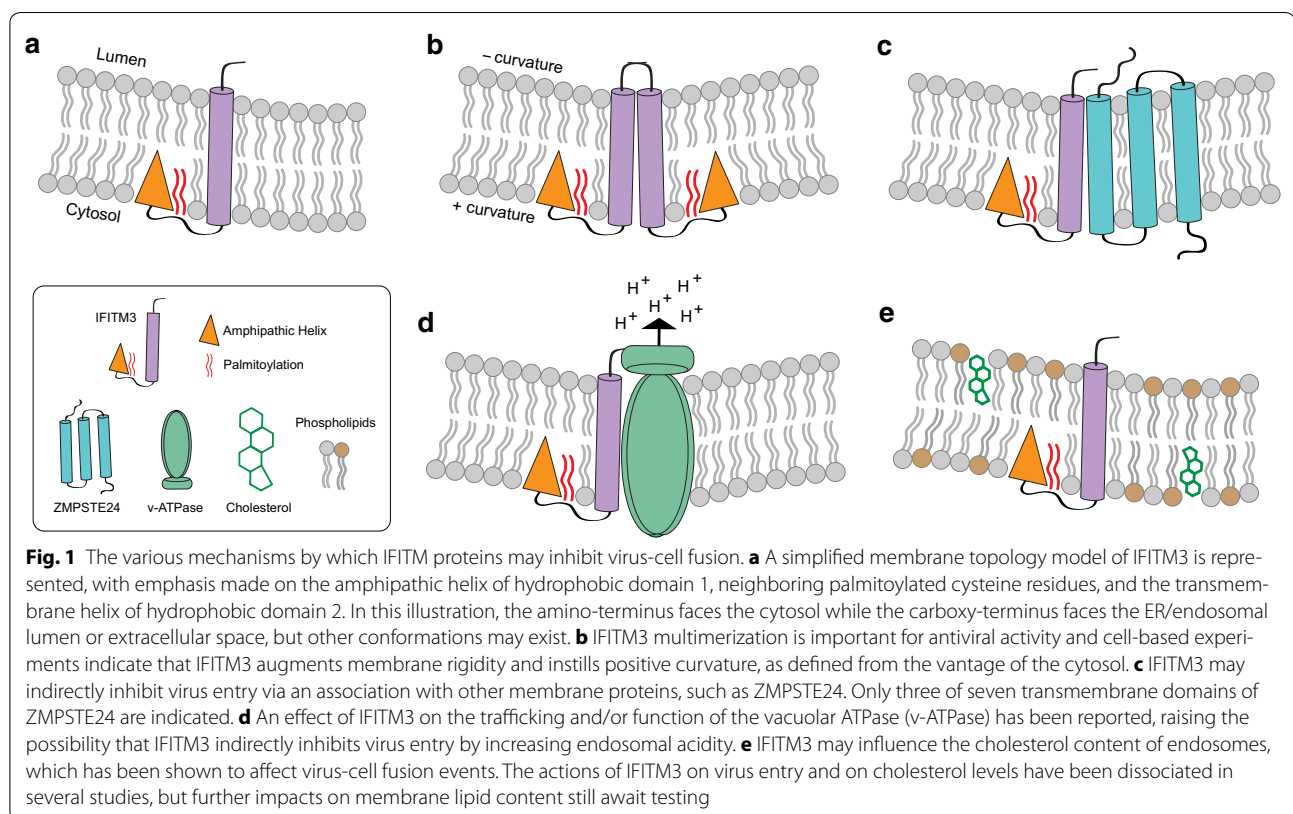 a
Lumen
Cytosol
b
– curvature
+ curvature
c
IFITM3
Amphipathic Helix
Palmitoylation
Phospholipids
ZMPSTE24
v-ATPase
Cholesterol
d
H+
H+
H+
H+
H+
e
Fig. 1 The various mechanisms by which IFITM proteins may inhibit virus-cell fusion. a A simplified membrane topology model of IFITM3 is repre-
sented, with emphasis made on the amphipathic helix of hydrophobic domain 1, neighboring palmitoylated cysteine residues, and the transmem-
brane helix of hydrophobic domain 2. In this illustration, the amino-terminus faces the cytosol while the carboxy-terminus faces the ER/endosomal
lumen or extracellular space, but other conformations may exist. b IFITM3 multimerization is important for antiviral activity and cell-based experi-
ments indicate that IFITM3 augments membrane rigidity and instills positive curvature, as defined from the vantage of the cytosol. c IFITM3 may
indirectly inhibit virus entry via an association with other membrane proteins, such as ZMPSTE24. Only three of seven transmembrane domains of
ZMPSTE24 are indicated. d An effect of IFITM3 on the trafficking and/or function of the vacuolar ATPase (v-ATPase) has been reported, raising the
possibility that IFITM3 indirectly inhibits virus entry by increasing endosomal acidity. e IFITM3 may influence the cholesterol content of endosomes,
which has been shown to affect virus-cell fusion events. The actions of IFITM3 on virus entry and on cholesterol levels have been dissociated in
several studies, but further impacts on membrane lipid content still await testing